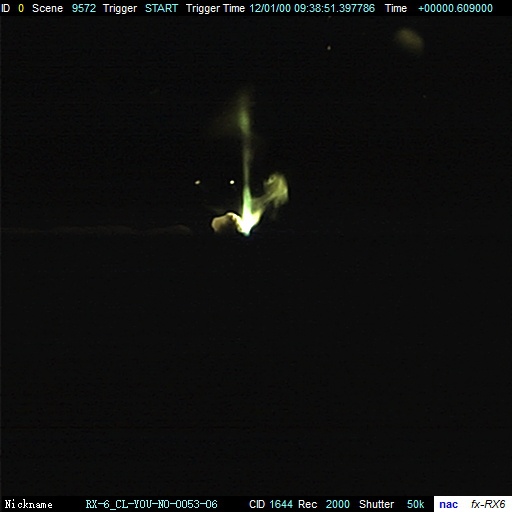 ID 0 Scene 9572 Trigger START Trigger Time 12/01/00 09:38:51.397786 Time +00000.609000
Nickname RX-6_CL-YOU-NO-0053-06 CID 1644 Rec 2000 Shutter 50k nac fx-RX6